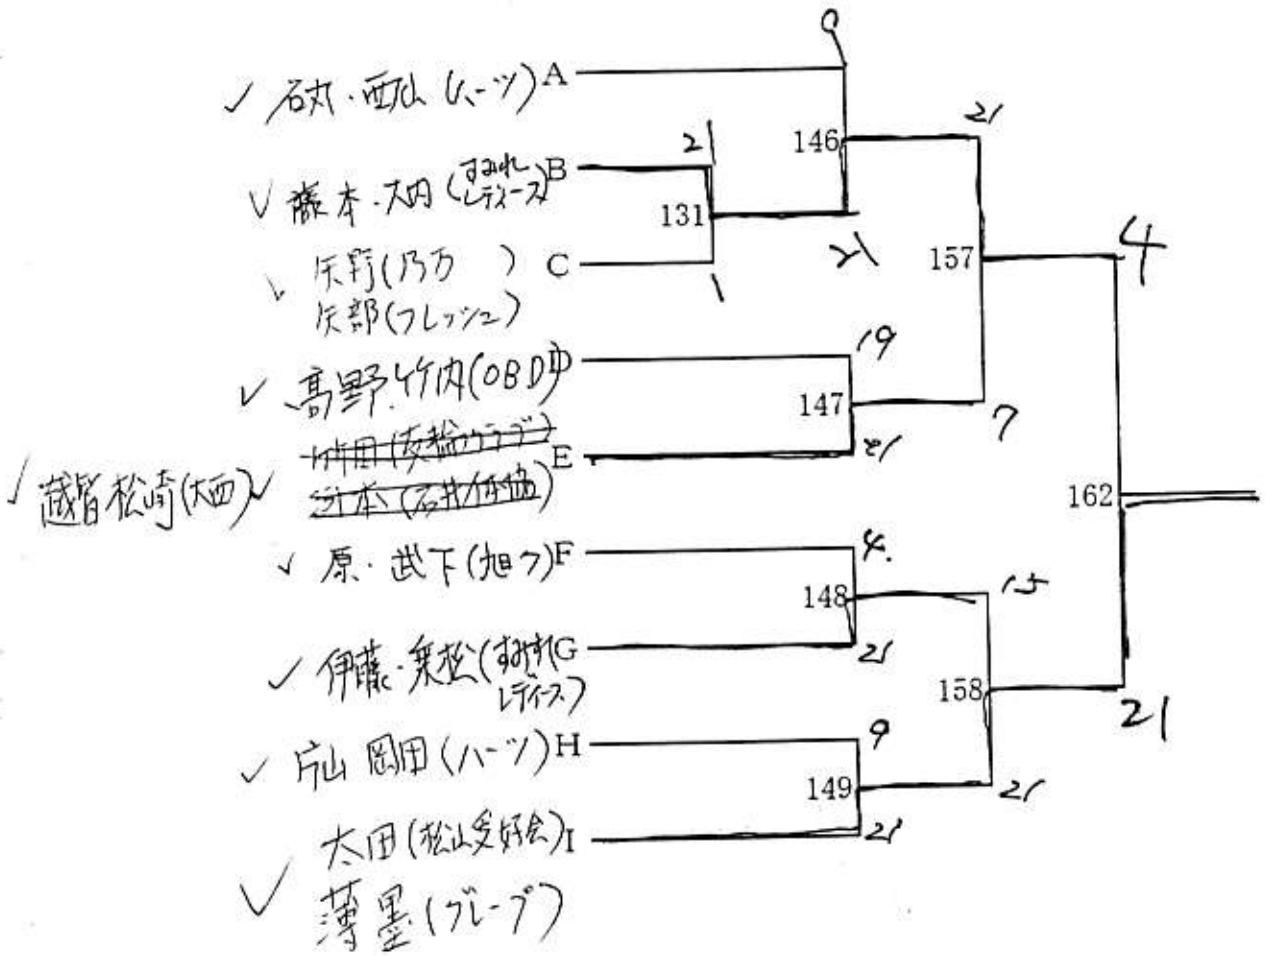 9
石丸・西山 (ハーツ) A
21
146
2
藤本・大内 (すみれレディース) B
131
21
157
4
矢野(乃万　) C
1
矢部(フレッシュ)
19
高野.竹内(OBD) D
147
7
E
21
松崎(大西)
162
原・武下(旭ク) F
4.
148
15
伊藤・乗松(すみれ G
レディース)
21
158
21
片山 岡田 (ハーツ) H
9
149
21
太田(松山愛好会) I
21
薄墨(グレープ)